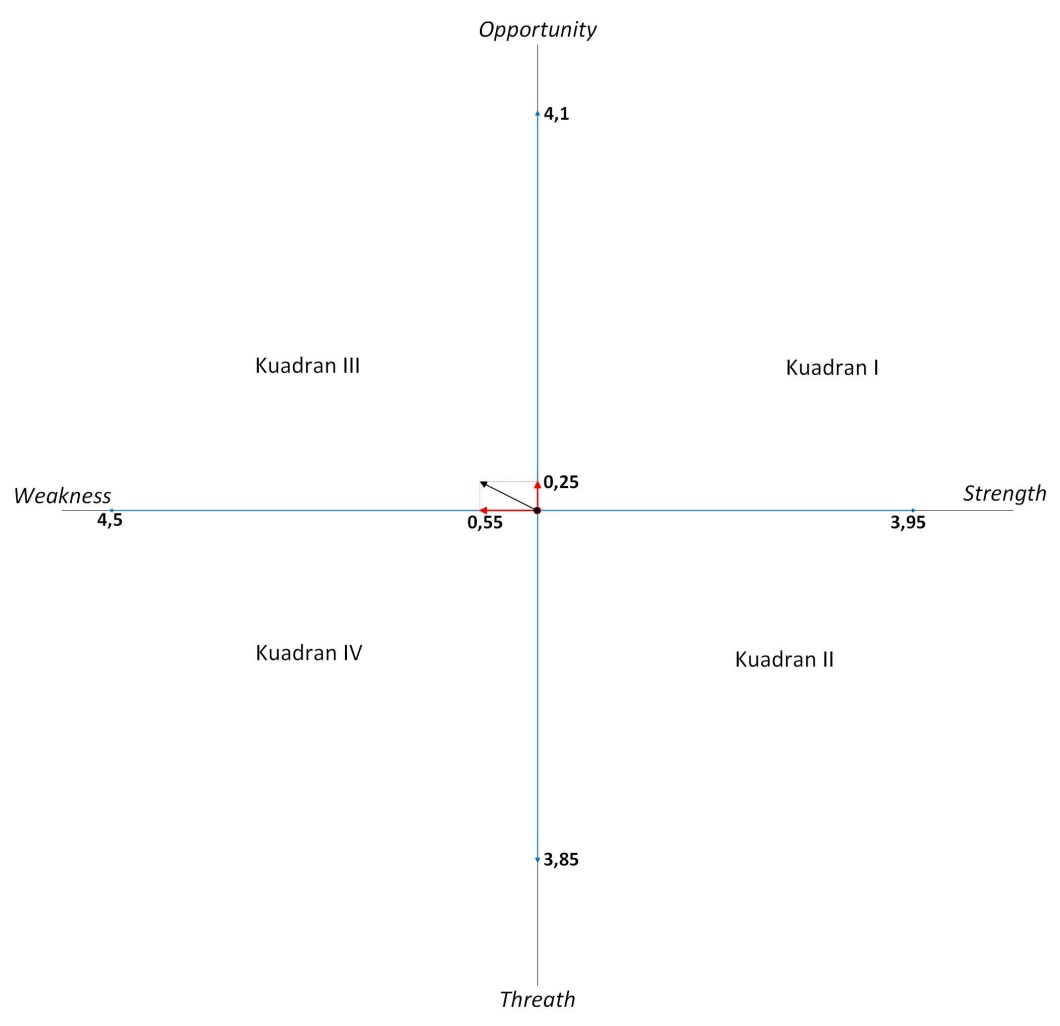 Opportunity
4,1
Kuadran III
Kuadran I
0,25
Weakness
Strength
4,5
0,55
3,95
Kuadran IV
Kuadran II
3,85
Threath